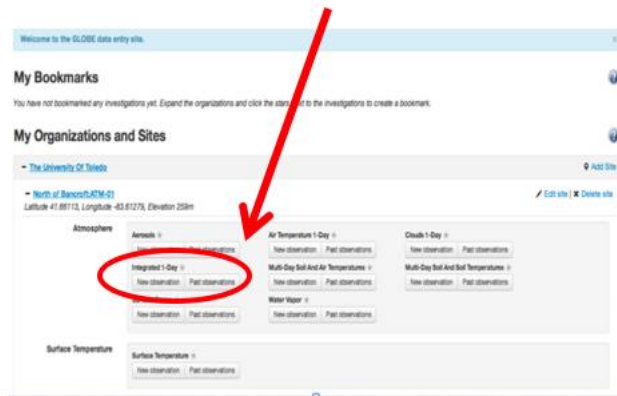 Welcome to the GLOBE data entry site.
My Bookmarks
You have not bookmarked any investigations yet. Expand the organizations and click the stars next to the investigations to create a bookmark.
My Organizations and Sites
The University Of Toledo
Add Site
North of Bancroft:ATM-01
Edit site | Delete site
Latitude 41.66113, Longitude -83.61279, Elevation 259m
Atmosphere
Aerosols Air Temperature 1-Day Clouds 1-Day
New observation Past observations New observation Past observations New observation Past observations
Integrated 1-Day Multi-Day Soil And Air Temperatures Multi-Day Soil And Soil Temperatures
New observation Past observations New observation Past observations New observation Past observations
Water Vapor
New observation Past observations New observation Past observations
Surface Temperature
Surface Temperature
New observation Past observations